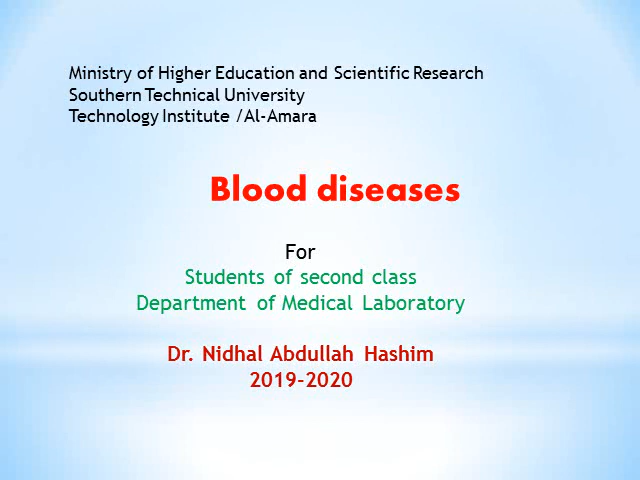 Ministry of Higher Education and Scientific Research
Southern Technical University
Technology Institute /Al-Amara
Blood diseases
For
Students of second class
Department of Medical Laboratory
Dr. Nidhal Abdullah Hashim
2019-2020